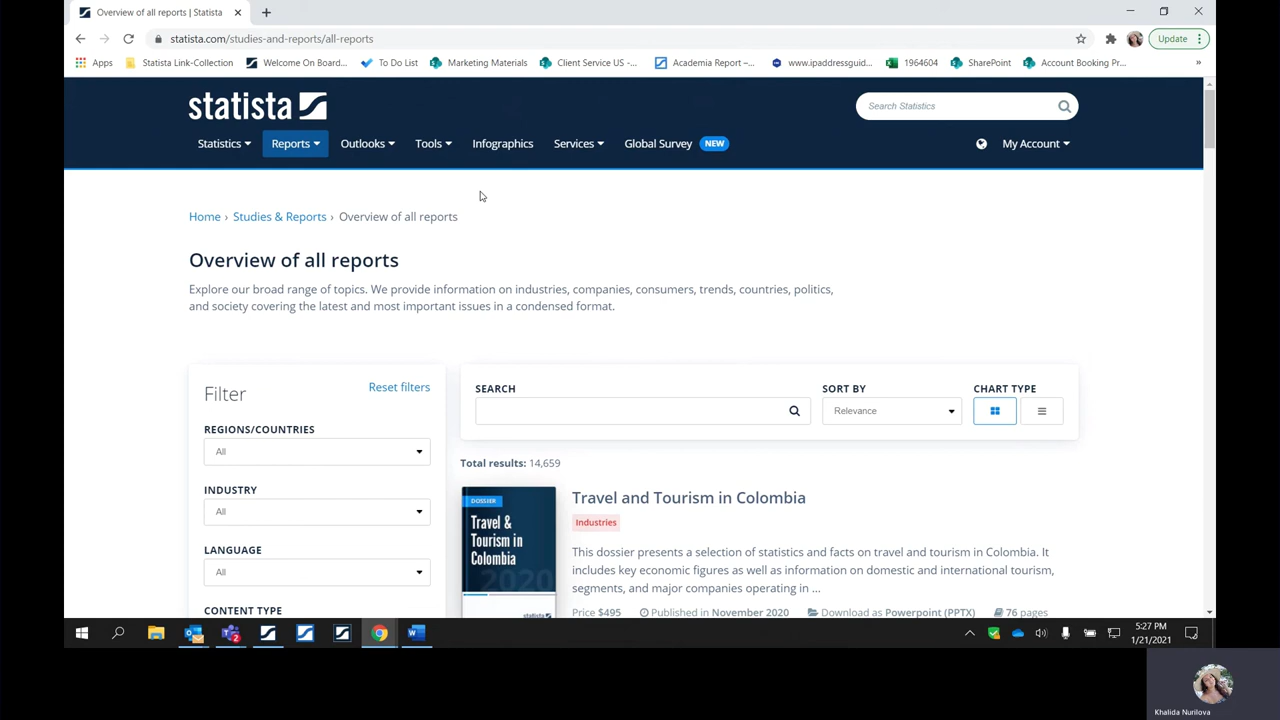 Overview of all reports | Statista
statista.com/studies-and-reports/all-reports
Update
Apps
Statista Link-Collection
Welcome On Board...
To Do List
Marketing Materials
Client Service US -...
Academia Report –...
www.ipaddressguid...
1964604
SharePoint
Account Booking Pr...
»
statista
Search Statistics
Statistics
Reports
Outlooks
Tools
Infographics
Services
Global Survey NEW
My Account
Home › Studies & Reports › Overview of all reports
Overview of all reports
Explore our broad range of topics. We provide information on industries, companies, consumers, trends, countries, politics,
and society covering the latest and most important issues in a condensed format.
Filter
Reset filters
REGIONS/COUNTRIES
All
INDUSTRY
All
LANGUAGE
All
CONTENT TYPE
SEARCH
SORT BY
Relevance
CHART TYPE
Total results: 14,659
DOSSIER
Travel &
Tourism in
Colombia
2020
statista
Travel and Tourism in Colombia
Industries
This dossier presents a selection of statistics and facts on travel and tourism in Colombia. It
includes key economic figures as well as information on domestic and international tourism,
segments, and major companies operating in ...
Price $495
Published in November 2020
Download as Powerpoint (PPTX)
76 pages
5:27 PM
1/21/2021
Khalida Nurilova